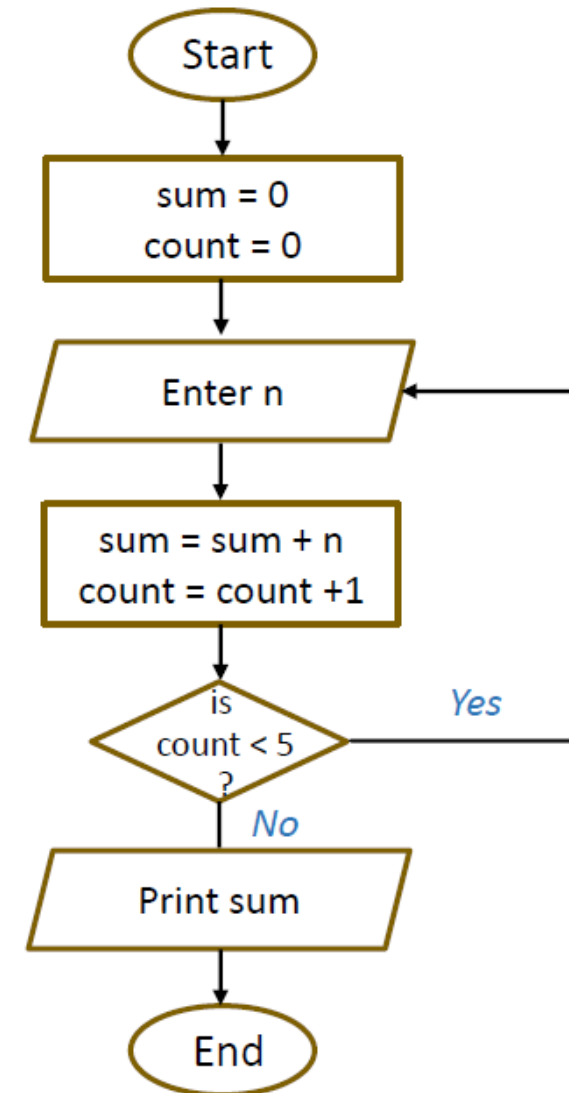 Start
sum = 0
count = 0
Enter n
sum = sum + n
count = count +1
is
count < 5
?
Yes
No
Print sum
End